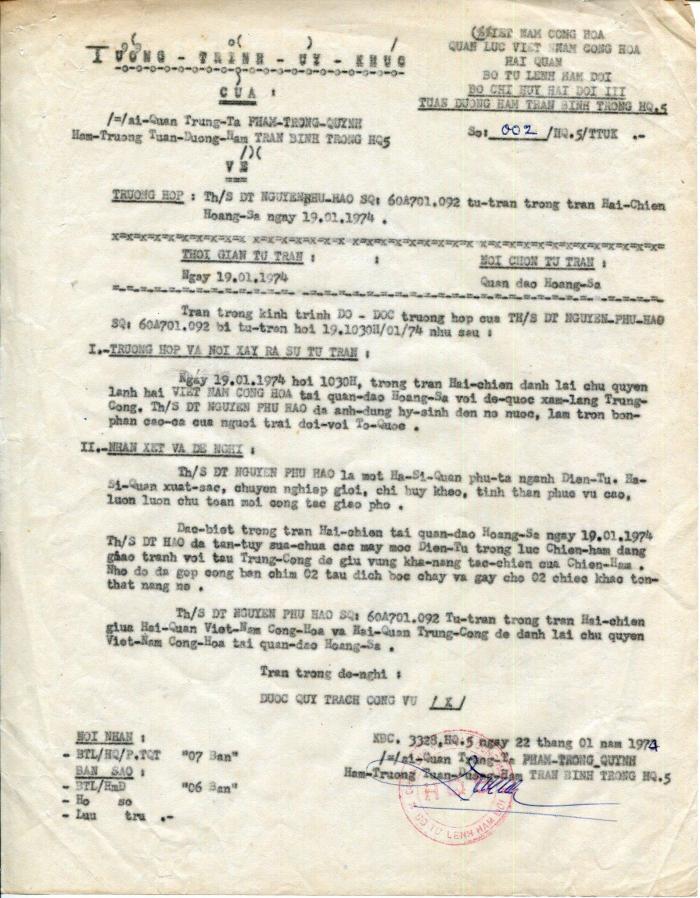 VIET NAM CONG HOA
QUAN LUC VIET NAM CONG HOA
HAI QUAN
BO TU LENH HAM DOI
BO CHI HUY HAI DOI III
TUAN DUONG HAM TRAN BINH TRONG HQ.5
So: 002 /HQ.5/TTUK .-
TUONG - TRINH - UY - KHUC
CUA :
/=/ai-Quan Trung-Ta PHAM-TRONG-QUYNH
Ham-Truong Tuan-Duong-Ham TRAN BINH TRONG HQ5
VE
TRUONG HOP : Th/S DT NGUYEN PHU-HAO SQ: 60A701.092 tu-tran trong tran Hai-Chien
Hoang-Sa ngay 19.01.1974 .
THOI GIAN TU TRAN : : NOI CHON TU TRAN :
Ngay 19.01.1974 Quan dao Hoang-Sa
Tran trong kinh trinh DO - DOC truong hop cua TH/S DT NGUYEN-PHU-HAO
SQ: 60A701.092 bi tu-tran hoi 19.1030H/01/74 nhu sau :
I.-TRUONG HOP VA NOI XAY RA SU TU TRAN :
Ngay 19.01.1974 hoi 1030H, trong tran Hai-chien danh lai chu quyen
lanh hai VIET NAM CONG HOA tai quan-dao Hoang-Sa voi de-quoc xam-lang Trung-
Cong. Th/S DT NGUYEN PHU HAO da anh-dung hy-sinh den no nuoc, lam tron bon-
phan cao-ca cua nguoi trai doi-voi To-Quoc .
II.-NHAN XET VA DE NGHI :
Th/S DT NGUYEN PHU HAO la mot Ha-Si-Quan phu-ta nganh Dien-Tu. Ha-
Si-Quan xuat-sac, chuyen nghiep gioi, chi huy kheo, tinh than phuc vu cao,
luon luon chu toan moi cong tac giao pho .
Dac-biet trong tran Hai-chien tai quan-dao Hoang-Sa ngay 19.01.1974
Th/S DT HAO da tan-tuy sua-chua cac may moc Dien-Tu trong luc Chien-ham dang
giao tranh voi tau Trung-Cong de giu vung kha-nang tac-chien cua Chien-Ham .
Nho do da gop cong ban chim 02 tau dich boc chay va gay cho 02 chiec khac ton-
that nang ne .
Th/S DT NGUYEN PHU HAO SQ: 60A701.092 Tu-tran trong tran Hai-chien
giua Hai-Quan Viet-Nam Cong-Hoa va Hai-Quan Trung-Cong de danh lai chu quyen
Viet-Nam Cong-Hoa tai quan-dao Hoang-Sa .
Tran trong de-nghi :
DUOC QUY TRACH CONG VU /X/
KBC. 3328,HQ.5 ngay 22 thang 01 nam 1974
/=/ai-Quan Trung-Ta PHAM-TRONG QUYNH
Ham-Truong Tuan-Duong-Ham TRAN BINH TRONG HQ.5
BO TU LENH HAM DOI
NOI NHAN :
- BTL/HQ/P.TQT "07 Ban"
BAN SAO :
- BTL/HmD "06 Ban"
- Ho so
- Luu tru .-